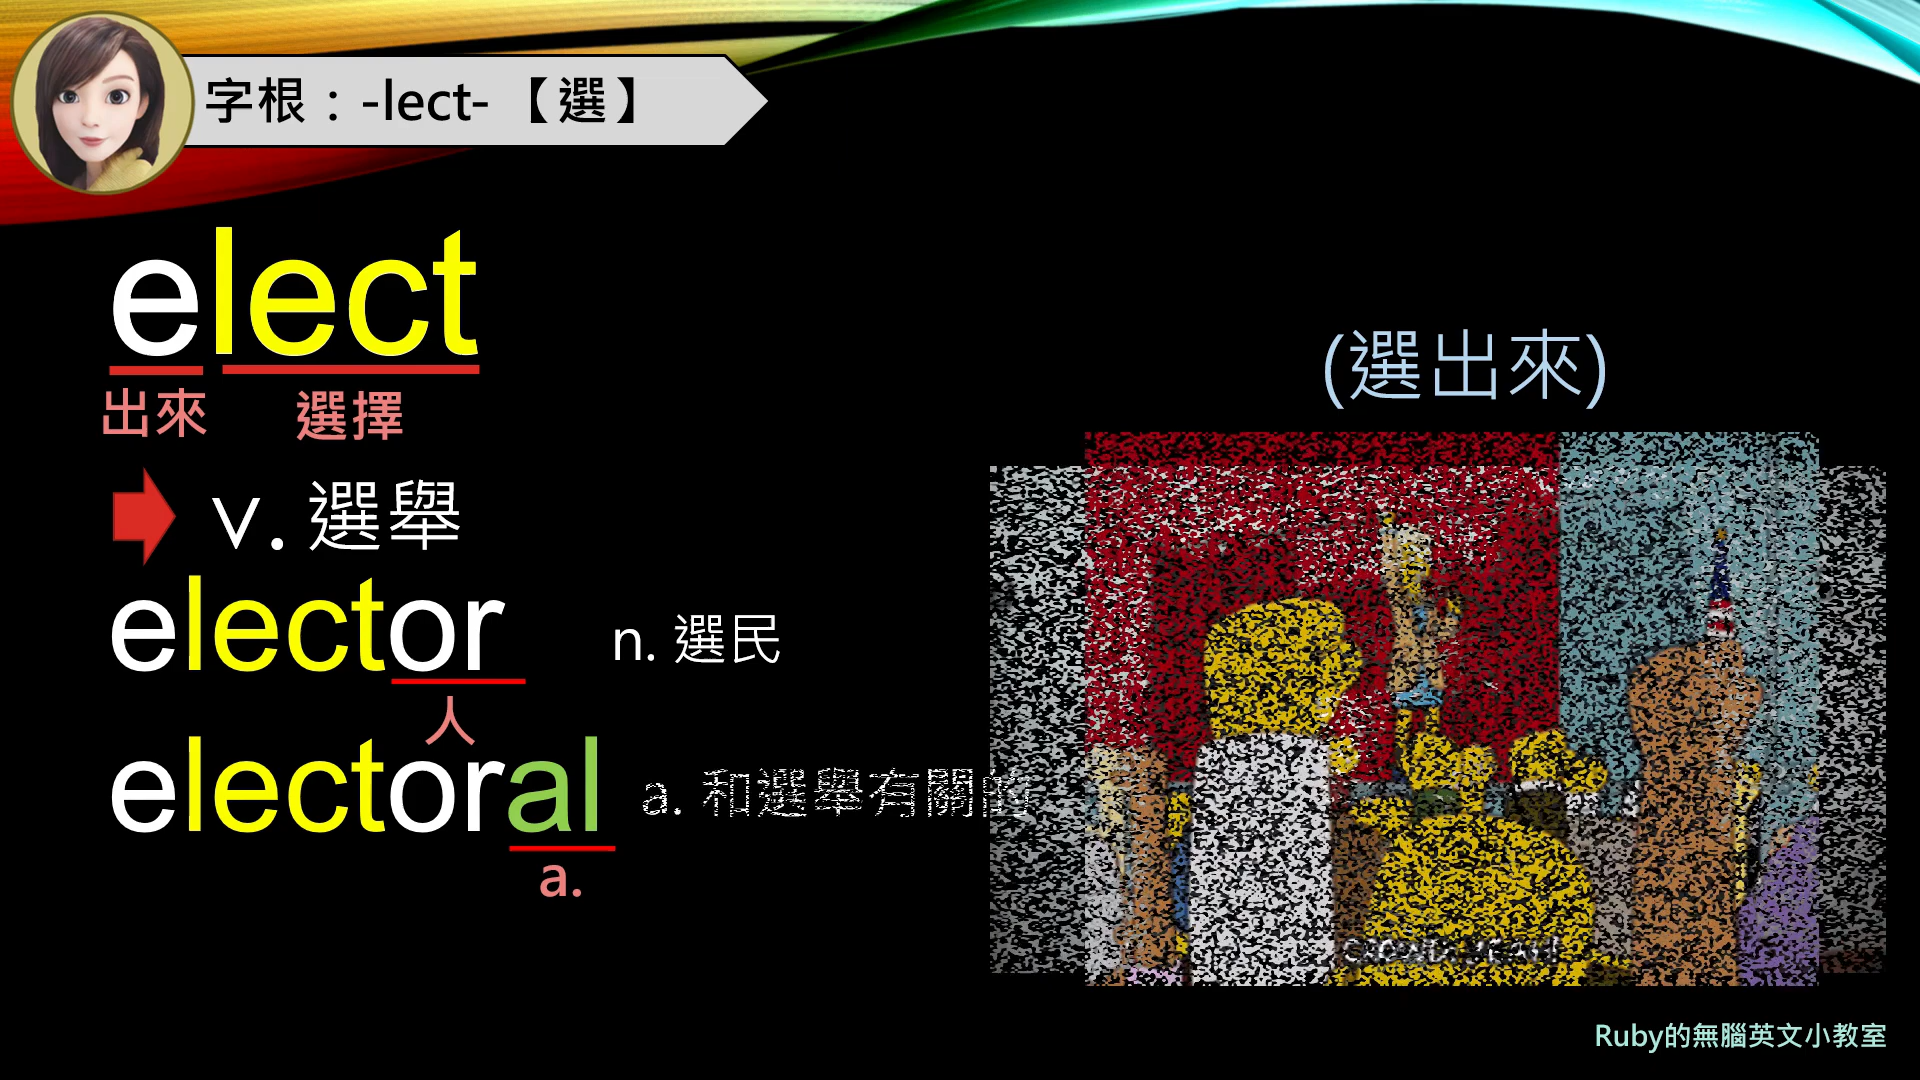 字根：-lect-【選】
elect
出來 選擇
(選出來)
v. 選舉
elector n. 選民
人
electoral a. 和選舉有關的
a.
Ruby的無腦英文小教室